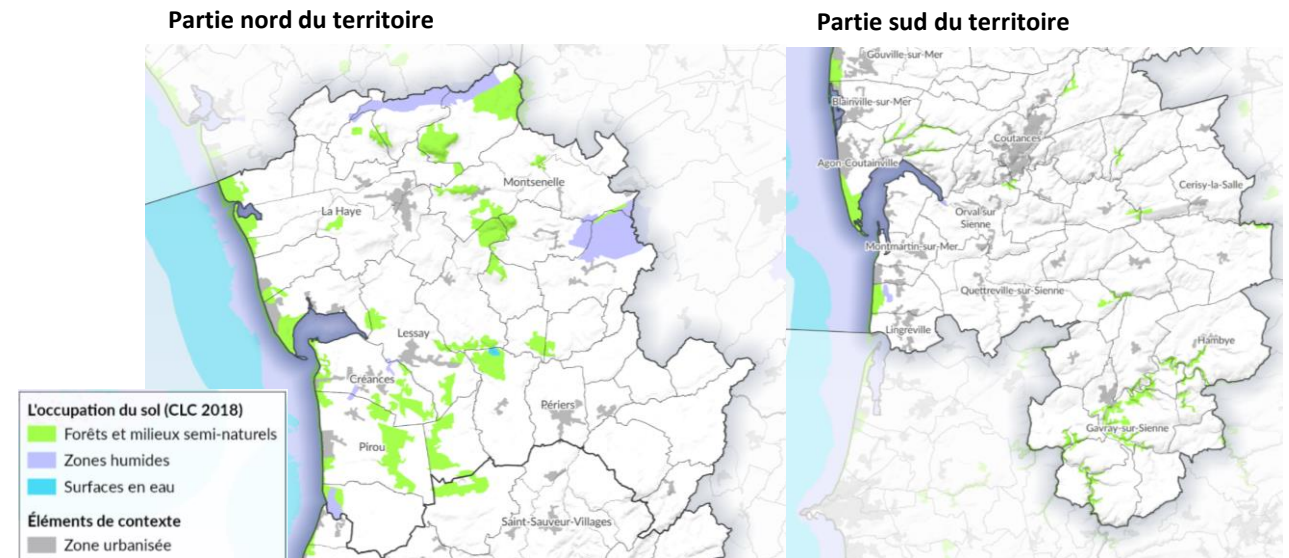 Partie nord du territoire
Partie sud du territoire
Montsenelle
La Haye
Lessay
Créances
Périers
Pirou
Saint-Sauveur-Villages
L'occupation du sol (CLC 2018)
Forêts et milieux semi-naturels
Zones humides
Surfaces en eau
Éléments de contexte
Zone urbanisée
Gouville-sur-Mer
Blainville-sur-Mer
Coutances
Agon-Coutainville
Cerisy-la-Salle
Orval sur
Sienne
Montmartin-sur-Mer
Quettreville-sur-Sienne
Lingreville
Hambye
Gavray-sur-Sienne